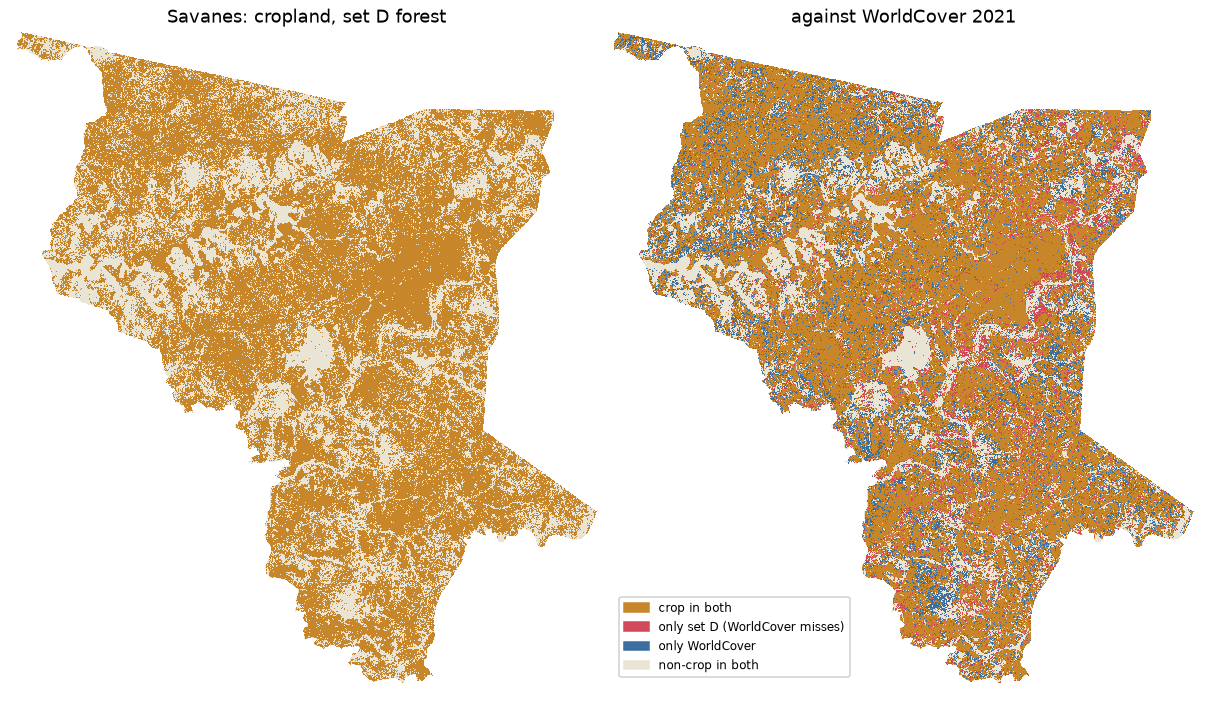 Savanes: cropland, set D forest
against WorldCover 2021
crop in both
only set D (WorldCover misses)
only WorldCover
non-crop in both